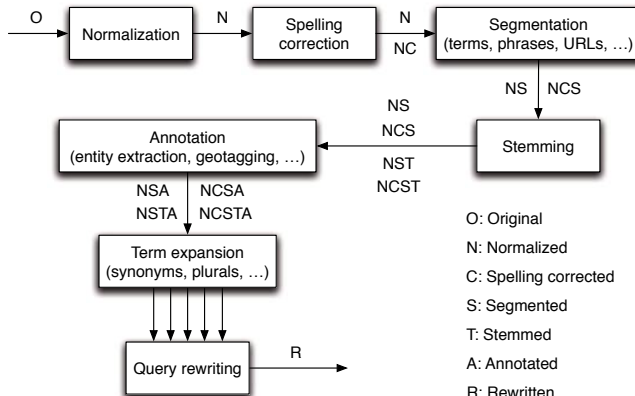 O
Normalization
N
Spelling
correction
N
NC
Segmentation
(terms, phrases, URLs, …)
NS
NCS
Stemming
NS
NCS
NST
NCST
Annotation
(entity extraction, geotagging, …)
NSA
NCSA
NSTA
NCSTA
Term expansion
(synonyms, plurals, …)
Query rewriting
R
O: Original
N: Normalized
C: Spelling corrected
S: Segmented
T: Stemmed
A: Annotated
R: Rewritten